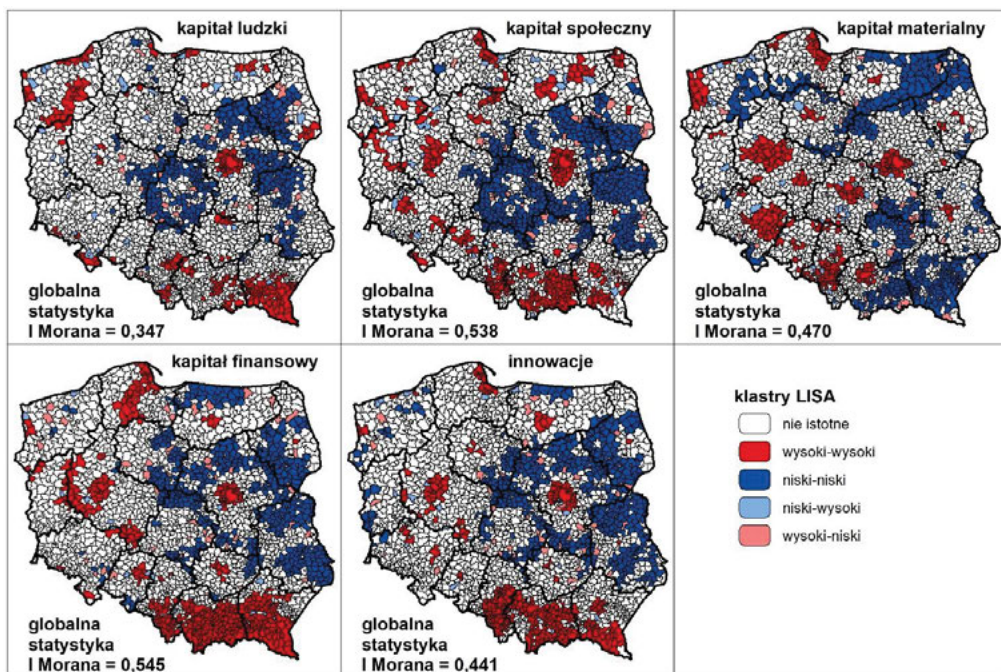 kapitał ludzki
globalna
statystyka
I Morana = 0,347
kapitał społeczny
globalna
statystyka
I Morana = 0,538
kapitał materialny
globalna
statystyka
I Morana = 0,470
kapitał finansowy
globalna
statystyka
I Morana = 0,545
innowacje
globalna
statystyka
I Morana = 0,441
klastry LISA
nie istotne
wysoki-wysoki
niski-niski
niski-wysoki
wysoki-niski